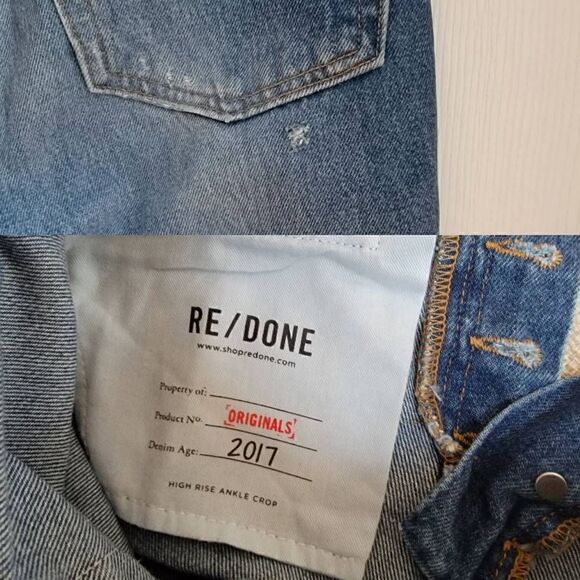 RE/DONE
www.shopredone.com
Property of:
Product No. ORIGINALS
Denim Age: 2017
HIGH RISE ANKLE CROP